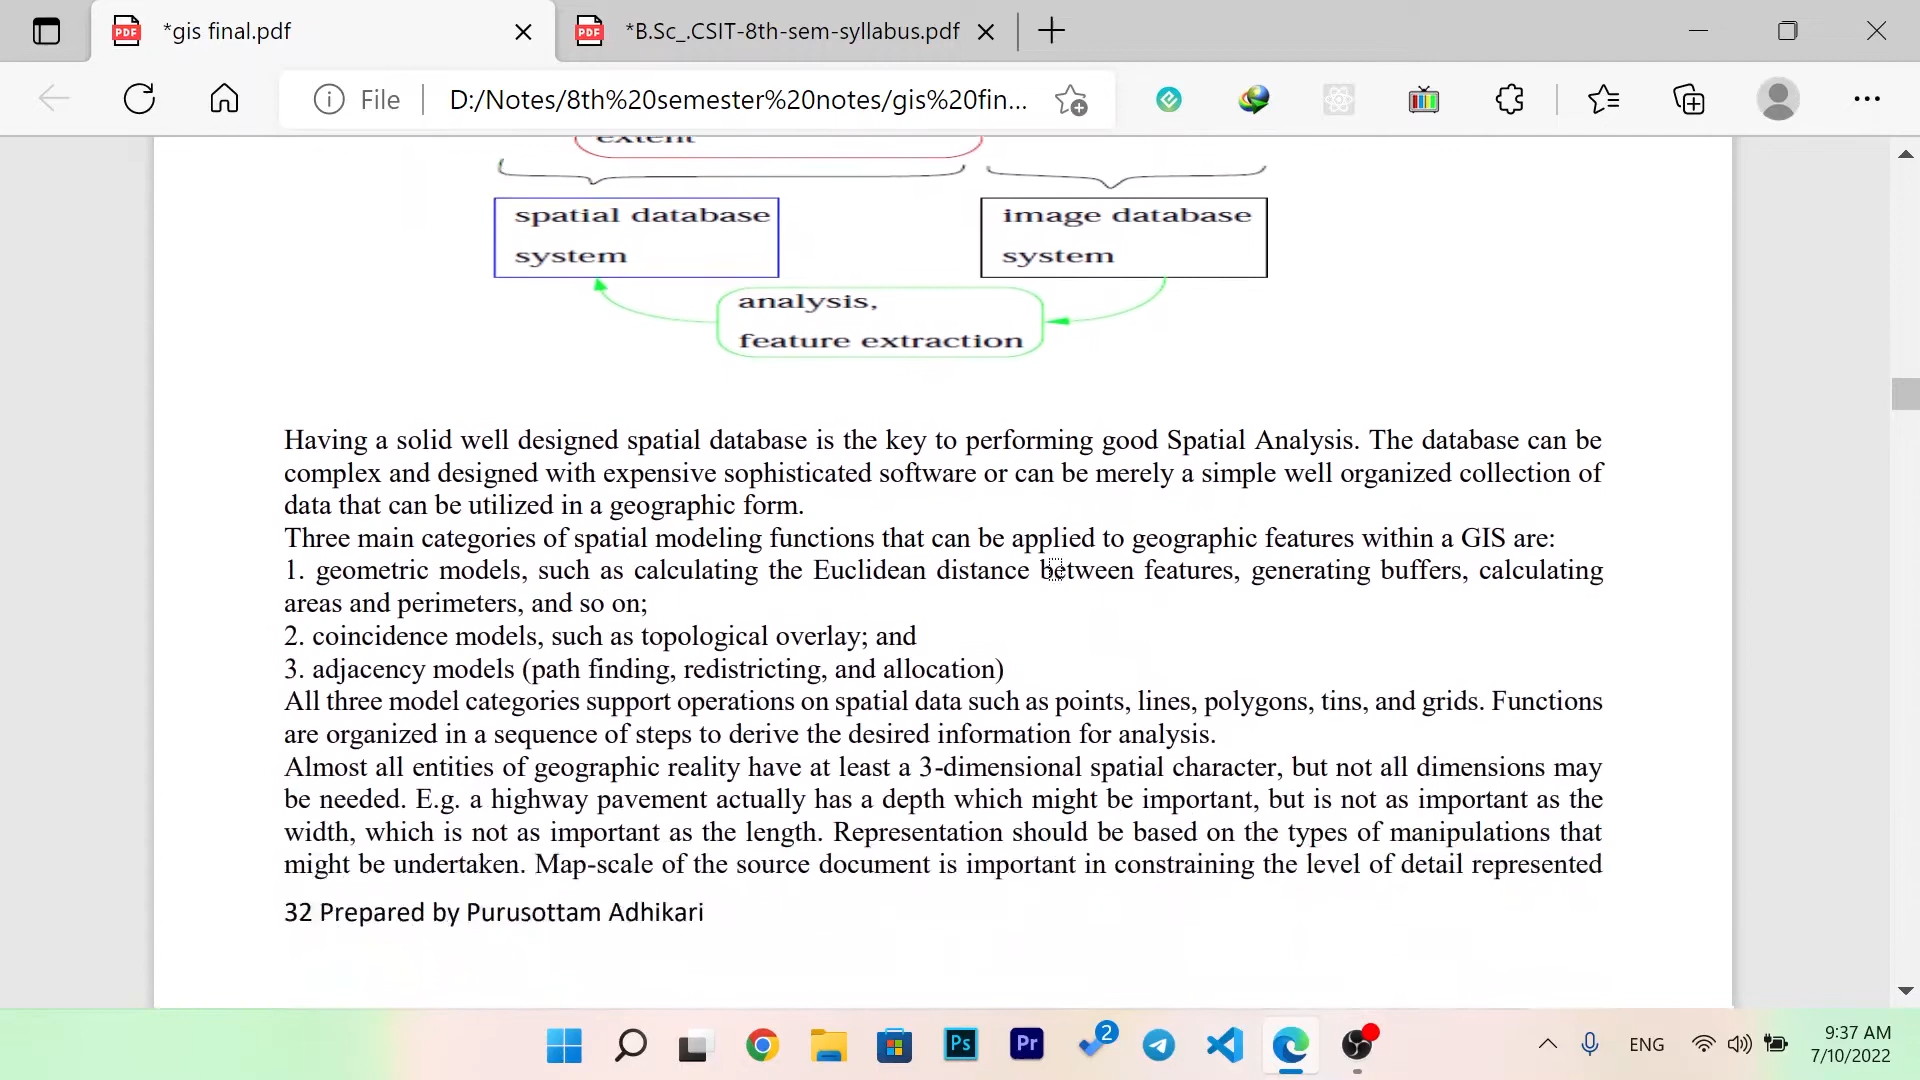 *gis final.pdf
*B.Sc_.CSIT-8th-sem-syllabus.pdf
File
D:/Notes/8th%20semester%20notes/gis%20fin...
extent
spatial database
system
image database
system
analysis,
feature extraction
Having a solid well designed spatial database is the key to performing good Spatial Analysis. The database can be
complex and designed with expensive sophisticated software or can be merely a simple well organized collection of
data that can be utilized in a geographic form.
Three main categories of spatial modeling functions that can be applied to geographic features within a GIS are:
1. geometric models, such as calculating the Euclidean distance between features, generating buffers, calculating
areas and perimeters, and so on;
2. coincidence models, such as topological overlay; and
3. adjacency models (path finding, redistricting, and allocation)
All three model categories support operations on spatial data such as points, lines, polygons, tins, and grids. Functions
are organized in a sequence of steps to derive the desired information for analysis.
Almost all entities of geographic reality have at least a 3-dimensional spatial character, but not all dimensions may
be needed. E.g. a highway pavement actually has a depth which might be important, but is not as important as the
width, which is not as important as the length. Representation should be based on the types of manipulations that
might be undertaken. Map-scale of the source document is important in constraining the level of detail represented
32 Prepared by Purusottam Adhikari
Ps
Pr
2
ENG
9:37 AM
7/10/2022